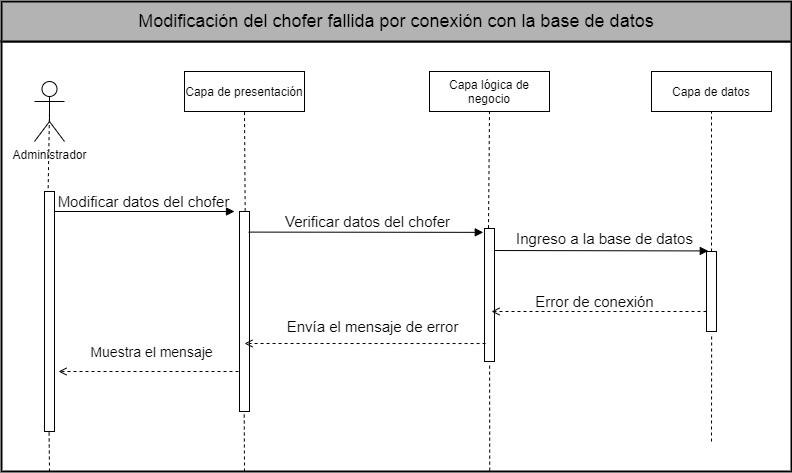 Modificación del chofer fallida por conexión con la base de datos
Capa de presentación
Capa lógica de
negocio
Capa de datos
Administrador
Modificar datos del chofer
Verificar datos del chofer
Ingreso a la base de datos
Error de conexión
Envía el mensaje de error
Muestra el mensaje